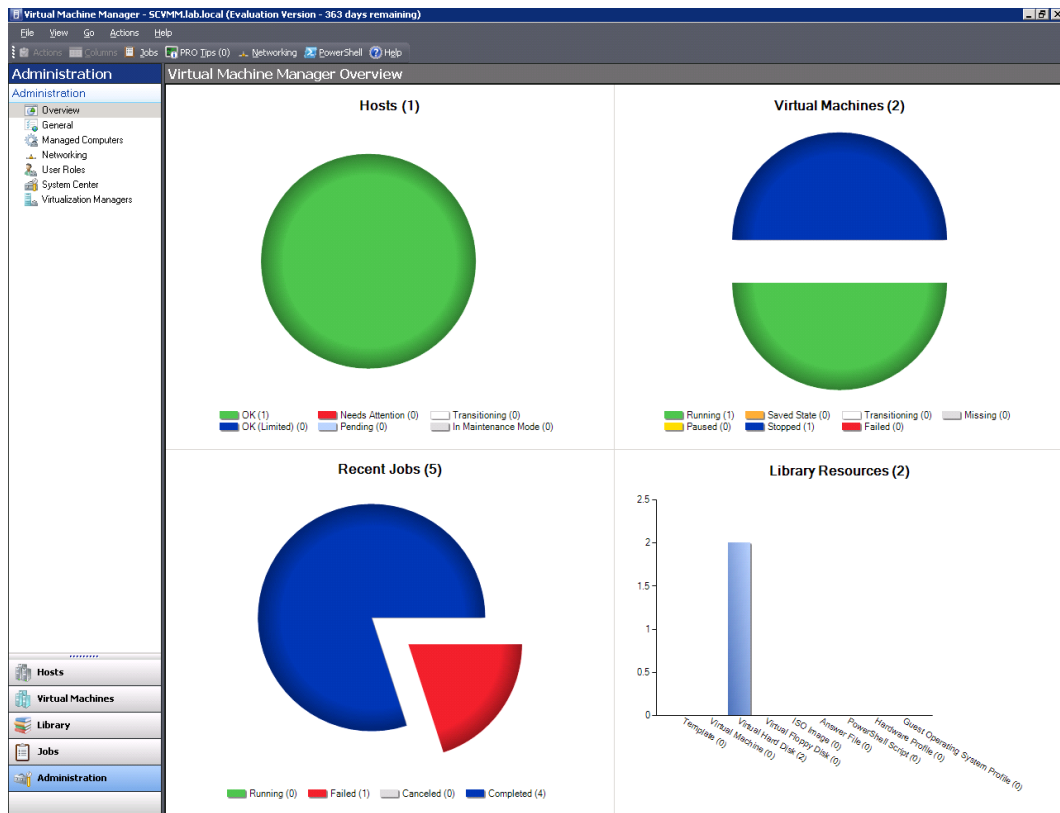 Virtual Machine Manager - SCVMM.lab.local (Evaluation Version - 363 days remaining)
File View Go Actions Help
Actions Columns Jobs PRO Tips (0) Networking PowerShell Help
Administration
Virtual Machine Manager Overview
Administration
Overview
General
Managed Computers
Networking
User Roles
System Center
Virtualization Managers
Hosts
Virtual Machines
Library
Jobs
Administration
Hosts (1)
OK (1) Needs Attention (0) Transitioning (0)
OK (Limited) (0) Pending (0) In Maintenance Mode (0)
Virtual Machines (2)
Running (1) Saved State (0) Transitioning (0) Missing (0)
Paused (0) Stopped (1) Failed (0)
Recent Jobs (5)
Running (0) Failed (1) Canceled (0) Completed (4)
Library Resources (2)
2.5
2
1.5
1
0.5
0
Template (0)
Virtual Machine (0)
Virtual Hard Disk (2)
Virtual Floppy Disk (0)
ISO Image (0)
Answer File (0)
PowerShell Script (0)
Hardware Profile (0)
Guest Operating System Profile (0)